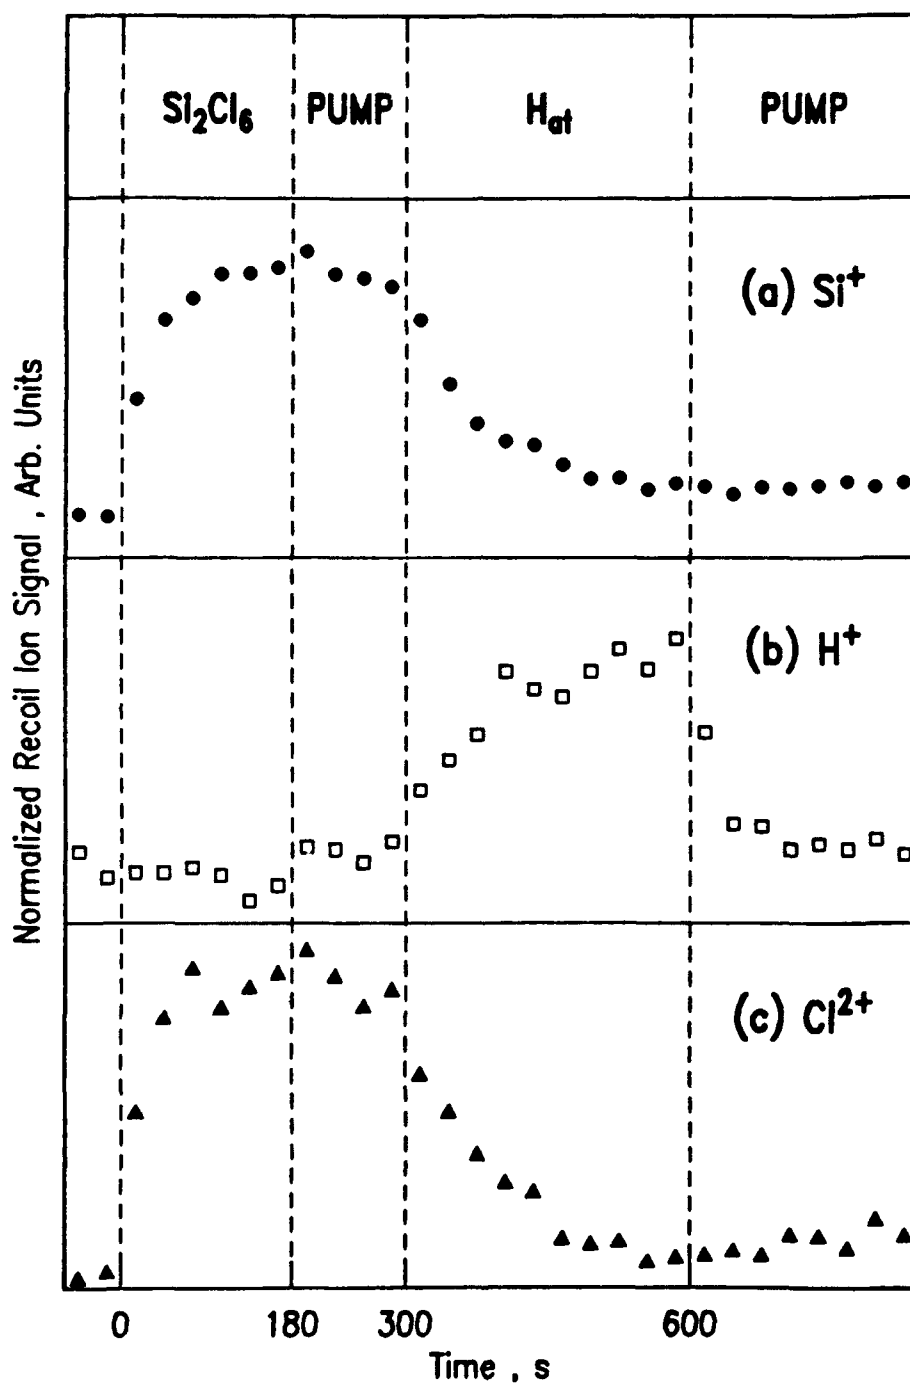 Si₂Cl₆ PUMP Hₐₜ PUMP
(a) Si⁺
(b) H⁺
(c) Cl²⁺
Normalized Recoil Ion Signal , Arb. Units
0 180 300 600
Time , s